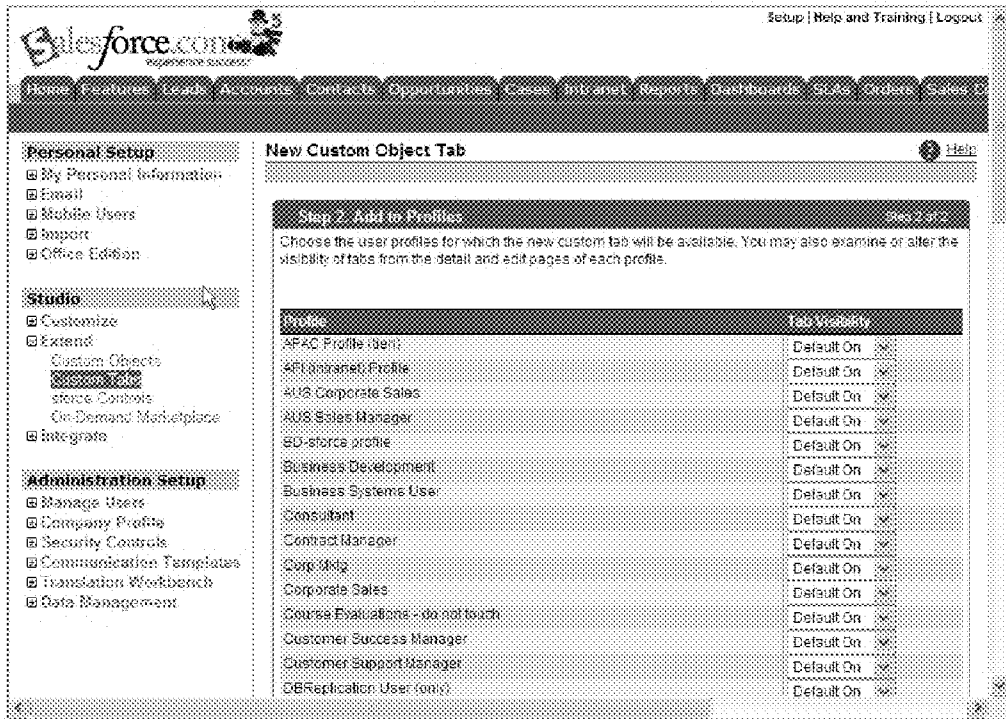 Setup | Help and Training | Logout
salesforce.com
experience success
Home Features Leads Accounts Contacts Opportunities Cases Intranet Reports Dashboards SLAs Orders Sales
Personal Setup
My Personal Information
Email
Mobile Users
Import
Office Edition
Studio
Customize
Extend
Custom Objects
Custom Tabs
sforce Controls
On-Demand Marketplace
Integrate
Administration Setup
Manage Users
Company Profile
Security Controls
Communication Templates
Translation Workbench
Data Management
New Custom Object Tab
Help
Step 2. Add to Profiles
Step 2 of 2
Choose the user profiles for which the new custom tab will be available. You may also examine or alter the
visibility of tabs from the detail and edit pages of each profile.
Profile Tab Visibility
APAC Profile Default On
API (Intranet) Profile Default On
AUS Corporate Sales Default On
AUS Sales Manager Default On
BD-sforce profile Default On
Business Development Default On
Business Systems User Default On
Consultant Default On
Contract Manager Default On
Corp Mktg Default On
Corporate Sales Default On
Course Evaluations - do not touch Default On
Customer Success Manager Default On
Customer Support Manager Default On
DBReplication User (only) Default On